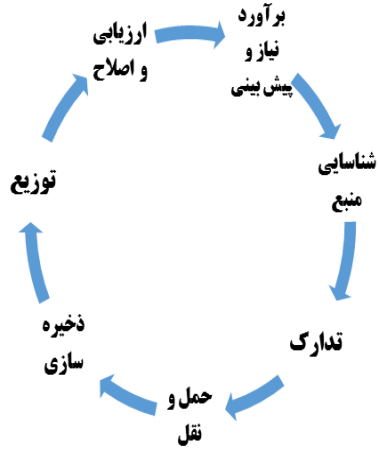 برآورد
نیاز و
پیش بینی
شناسایی
منبع
تدارک
حمل و
نقل
ذخیره
سازی
توزیع
ارزیابی
و اصلاح